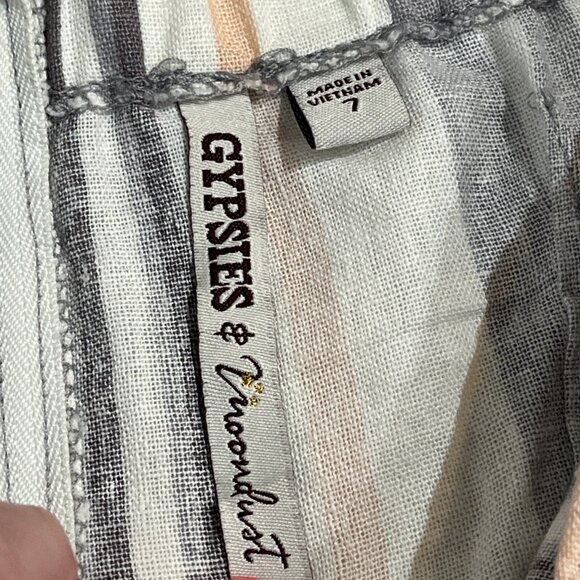 MADE IN
VIETNAM
7
GYPSIES & Moondust